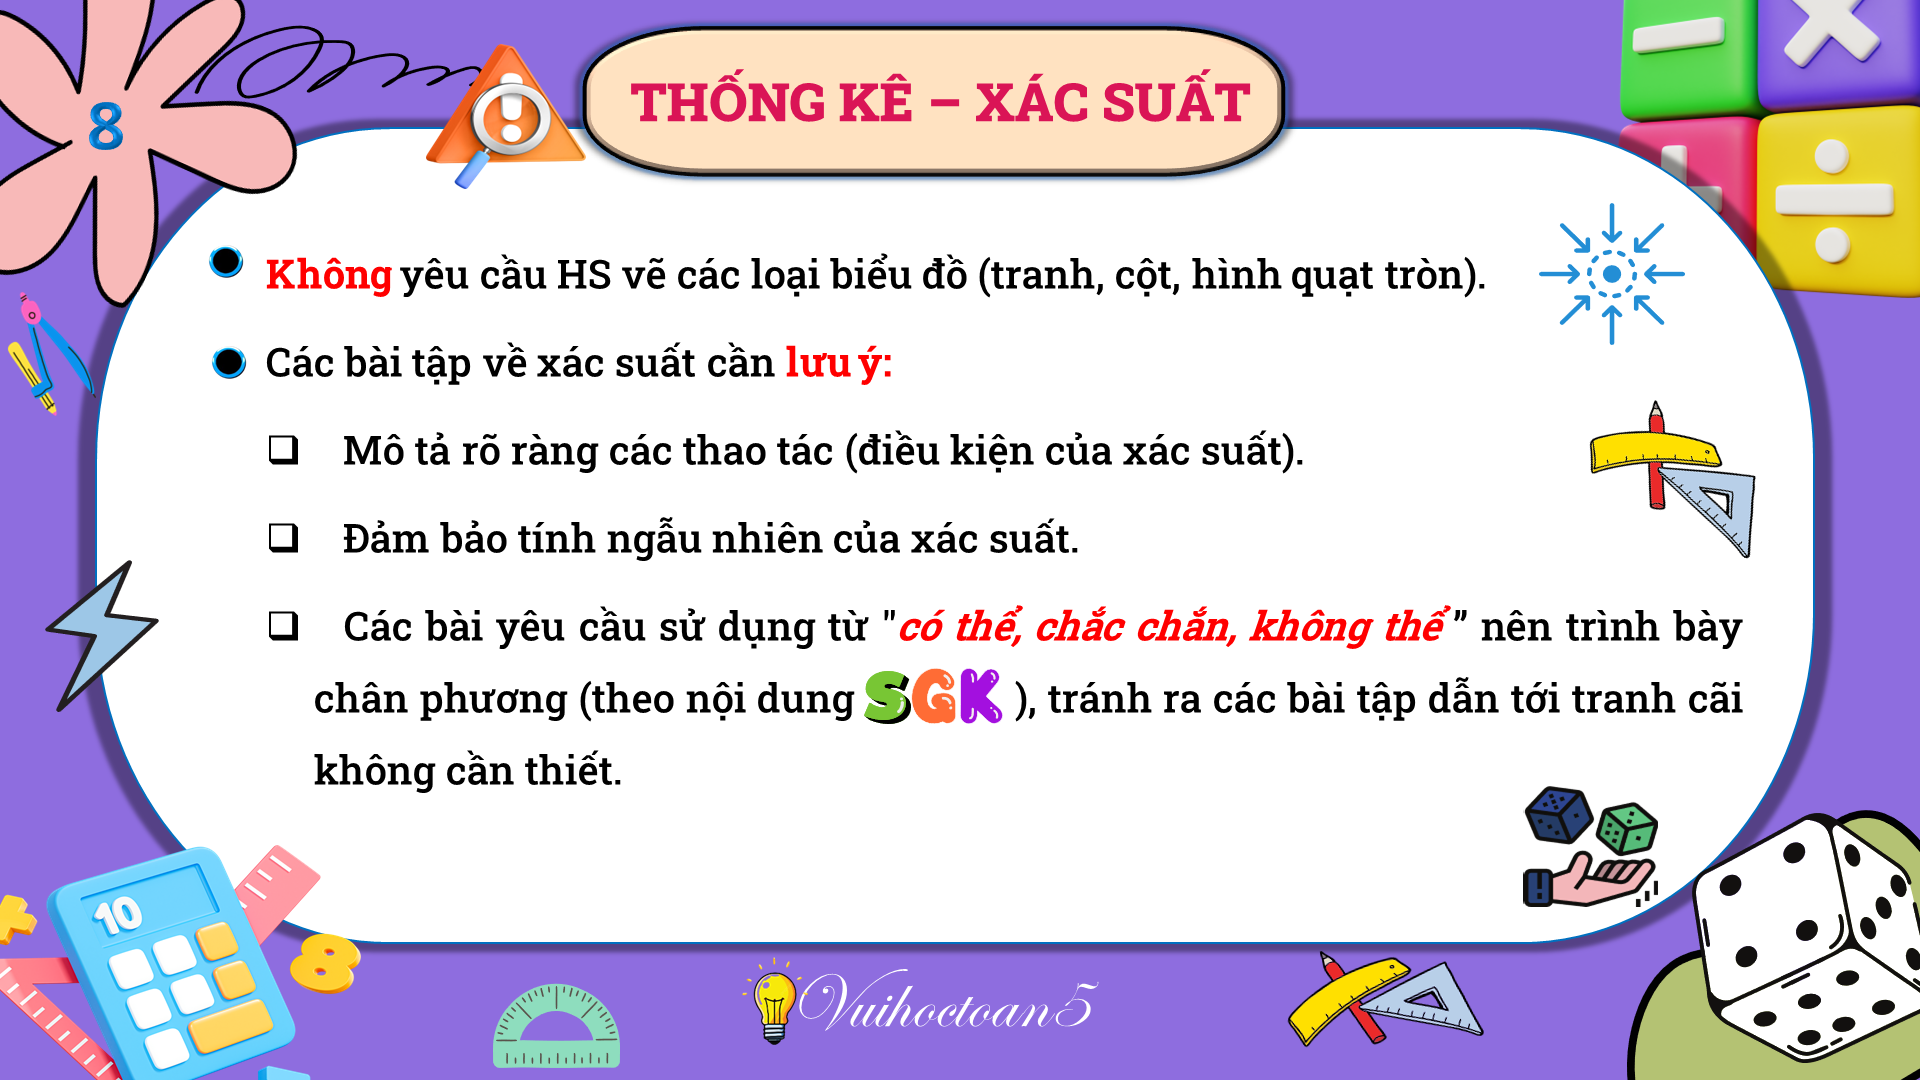 8
THỐNG KÊ – XÁC SUẤT
Không yêu cầu HS vẽ các loại biểu đồ (tranh, cột, hình quạt tròn).
Các bài tập về xác suất cần lưu ý:
Mô tả rõ ràng các thao tác (điều kiện của xác suất).
Đảm bảo tính ngẫu nhiên của xác suất.
Các bài yêu cầu sử dụng từ "có thể, chắc chắn, không thể" nên trình bày
chân phương (theo nội dung SGK ), tránh ra các bài tập dẫn tới tranh cãi
không cần thiết.
10
8
Vuihoctoan5